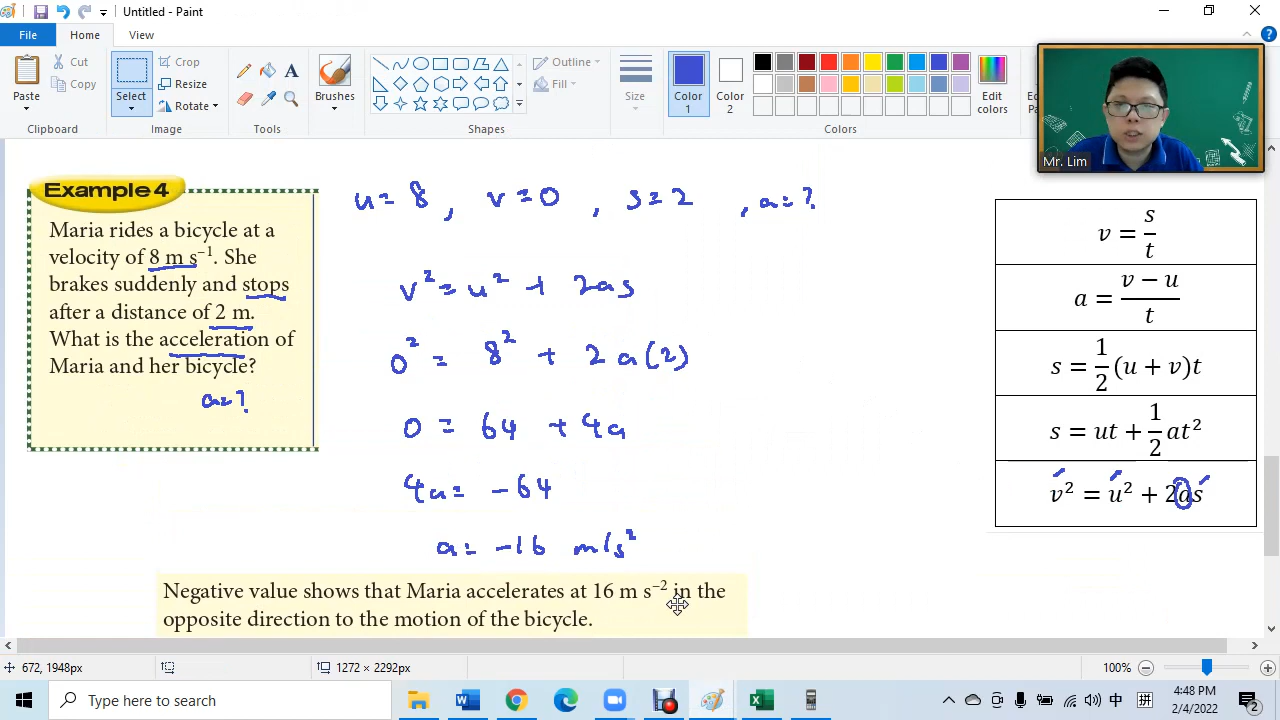 Untitled - Paint
File
Home
View
Paste
Cut
Copy
Clipboard
Select
Crop
Resize
Rotate
Image
A
Tools
Brushes
Shapes
Outline
Fill
Size
Color 1
Color 2
Edit colors
Colors
Mr. Lim
Example 4
Maria rides a bicycle at a
velocity of 8 m s⁻¹. She
brakes suddenly and stops
after a distance of 2 m.
What is the acceleration of
Maria and her bicycle?
a=?
u=8, v=0, s=2, a=?
v²=u²+2as
0²=8²+2a(2)
0=64+4a
4a=-64
a=-16 m/s²
Negative value shows that Maria accelerates at 16 m s⁻² in the
opposite direction to the motion of the bicycle.
v = s/t
a = (v − u)/t
s = 1/2(u + v)t
s = ut + 1/2at²
v² = u² + 2as
672, 1948px
1272 × 2292px
100%
Type here to search
中
拼
4:48 PM
2/4/2022
2